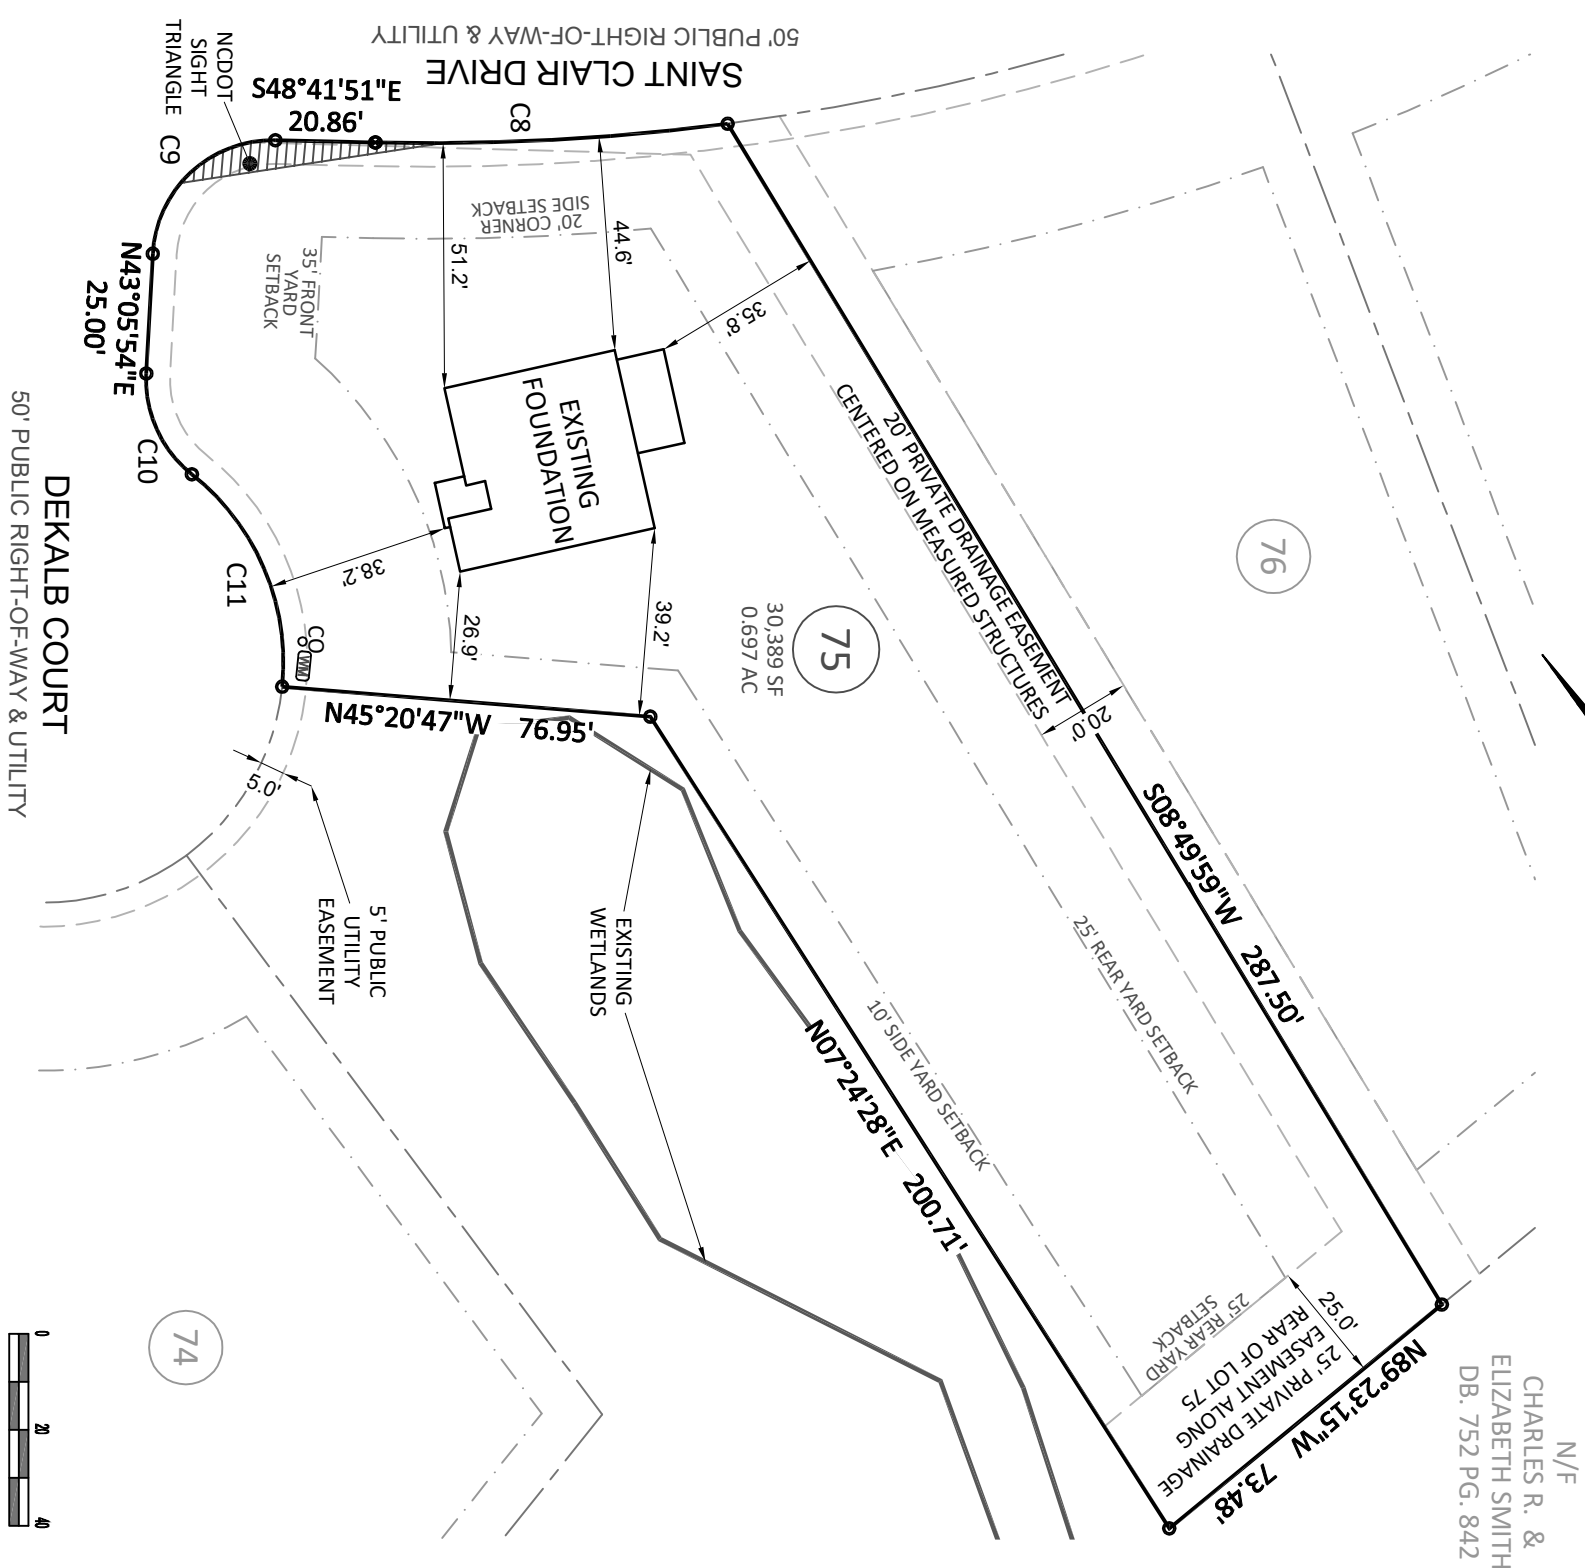 50' PUBLIC RIGHT-OF-WAY & UTILITY
SAINT CLAIR DRIVE
NCDOT
SIGHT
TRIANGLE
S48°41'51"E
20.86'
C8
C9
N43°05'54"E
25.00'
C10
C11
DEKALB COURT
50' PUBLIC RIGHT-OF-WAY & UTILITY
20' CORNER
SIDE SETBACK
35' FRONT
YARD
SETBACK
51.2'
44.6'
35.8'
EXISTING
FOUNDATION
38.2'
26.9'
39.2'
CO
WM
N45°20'47"W 76.95'
5.0'
5' PUBLIC
UTILITY
EASEMENT
EXISTING
WETLANDS
75
30,389 SF
0.697 AC
76
20' PRIVATE DRAINAGE EASEMENT
CENTERED ON MEASURED STRUCTURES
20.0'
S08°49'59"W 287.50'
25' REAR YARD SETBACK
10' SIDE YARD SETBACK
N07°24'28"E 200.71'
25' REAR YARD
SETBACK
25.0'
25' PRIVATE DRAINAGE
EASEMENT ALONG
REAR OF LOT 75
N89°23'15"W 73.48'
N/F
CHARLES R. &
ELIZABETH SMITH
DB. 752 PG. 842
74
0 20 40